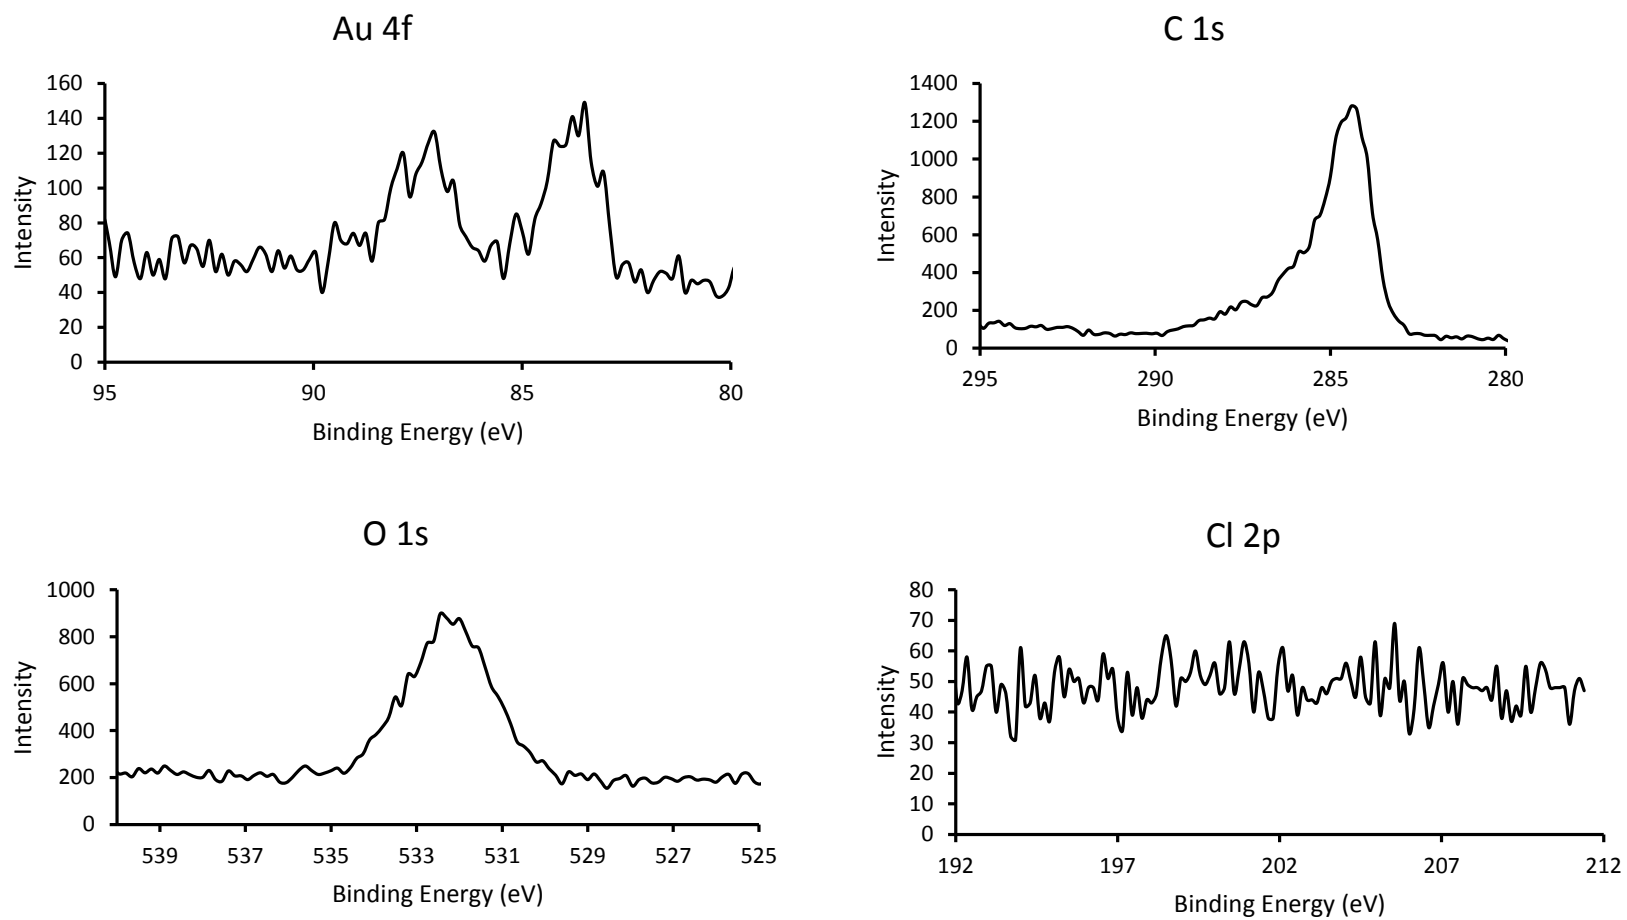 Au 4f
160
140
120
100
80
60
40
20
0
Intensity
95 90 85 80
Binding Energy (eV)
C 1s
1400
1200
1000
800
600
400
200
0
Intensity
295 290 285 280
Binding Energy (eV)
O 1s
1000
800
600
400
200
0
Intensity
539 537 535 533 531 529 527 525
Binding Energy (eV)
Cl 2p
80
70
60
50
40
30
20
10
0
Intensity
192 197 202 207 212
Binding Energy (eV)